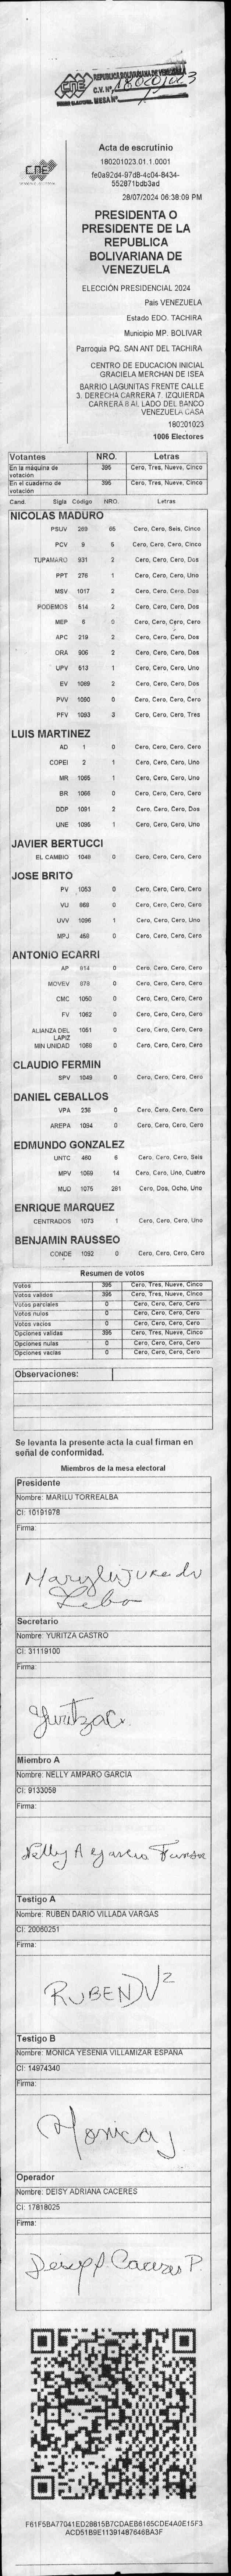 REPUBLICA BOLIVARIANA DE VENEZUELA
CNE
C.V. Nº 180201023
MESA Nº
CNE
Acta de escrutinio
180201023.01.1.0001
fe0a92d4-97d8-4c04-8434-
552871bdb3ad
28/07/2024 06:38:09 PM
PRESIDENTA O
PRESIDENTE DE LA
REPUBLICA
BOLIVARIANA DE
VENEZUELA
ELECCIÓN PRESIDENCIAL 2024
Pais VENEZUELA
Estado EDO. TACHIRA
Municipio MP. BOLIVAR
Parroquia PQ. SAN ANT DEL TACHIRA
CENTRO DE EDUCACION INICIAL
GRACIELA MERCHAN DE ISEA
BARRIO LAGUNITAS FRENTE CALLE
3. DERECHA CARRERA 7. IZQUIERDA
CARRERA 8 AL LADO DEL BANCO
VENEZUELA CASA
180201023
1006 Electores
Votantes NRO. Letras
En la máquina de votación 395 Cero, Tres, Nueve, Cinco
En el cuaderno de votación 395 Cero, Tres, Nueve, Cinco
Cand. Sigla Código NRO. Letras
NICOLAS MADURO
PSUV 269 65 Cero, Cero, Seis, Cinco
PCV 9 5 Cero, Cero, Cero, Cinco
TUPAMARO 931 2 Cero, Cero, Cero, Dos
PPT 276 1 Cero, Cero, Cero, Uno
MSV 1017 2 Cero, Cero, Cero, Dos
PODEMOS 514 2 Cero, Cero, Cero, Dos
MEP 6 0 Cero, Cero, Cero, Cero
APC 219 2 Cero, Cero, Cero, Dos
ORA 906 2 Cero, Cero, Cero, Dos
UPV 513 1 Cero, Cero, Cero, Uno
EV 1089 2 Cero, Cero, Cero, Dos
PVV 1090 0 Cero, Cero, Cero, Cero
PFV 1093 3 Cero, Cero, Cero, Tres
LUIS MARTINEZ
AD 1 0 Cero, Cero, Cero, Cero
COPEI 2 1 Cero, Cero, Cero, Uno
MR 1065 1 Cero, Cero, Cero, Uno
BR 1066 0 Cero, Cero, Cero, Cero
DDP 1091 2 Cero, Cero, Cero, Dos
UNE 1095 1 Cero, Cero, Cero, Uno
JAVIER BERTUCCI
EL CAMBIO 1048 0 Cero, Cero, Cero, Cero
JOSE BRITO
PV 1053 0 Cero, Cero, Cero, Cero
VU 968 0 Cero, Cero, Cero, Cero
UVV 1096 1 Cero, Cero, Cero, Uno
MPJ 459 0 Cero, Cero, Cero, Cero
ANTONIO ECARRI
AP 914 0 Cero, Cero, Cero, Cero
MOVEV 978 0 Cero, Cero, Cero, Cero
CMC 1050 0 Cero, Cero, Cero, Cero
FV 1062 0 Cero, Cero, Cero, Cero
ALIANZA DEL LAPIZ 1051 0 Cero, Cero, Cero, Cero
MIN UNIDAD 1068 0 Cero, Cero, Cero, Cero
CLAUDIO FERMIN
SPV 1049 0 Cero, Cero, Cero, Cero
DANIEL CEBALLOS
VPA 256 0 Cero, Cero, Cero, Cero
AREPA 1094 0 Cero, Cero, Cero, Cero
EDMUNDO GONZALEZ
UNTC 460 6 Cero, Cero, Cero, Seis
MPV 1069 14 Cero, Cero, Uno, Cuatro
MUD 1075 281 Cero, Dos, Ocho, Uno
ENRIQUE MARQUEZ
CENTRADOS 1073 1 Cero, Cero, Cero, Uno
BENJAMIN RAUSSEO
CONDE 1092 0 Cero, Cero, Cero, Cero
Resumen de votos
Votos 395 Cero, Tres, Nueve, Cinco
Votos validos 395 Cero, Tres, Nueve, Cinco
Votos parciales 0 Cero, Cero, Cero, Cero
Votos nulos 0 Cero, Cero, Cero, Cero
Votos vacios 0 Cero, Cero, Cero, Cero
Opciones validas 395 Cero, Tres, Nueve, Cinco
Opciones nulas 0 Cero, Cero, Cero, Cero
Opciones vacias 0 Cero, Cero, Cero, Cero
Observaciones:
Se levanta la presente acta la cual firman en
señal de conformidad.
Miembros de la mesa electoral
Presidente
Nombre: MARILU TORREALBA
CI: 10191978
Firma:
Secretario
Nombre: YURITZA CASTRO
CI: 31119100
Firma:
Yuritza C.
Miembro A
Nombre: NELLY AMPARO GARCIA
CI: 9133058
Firma:
Nelly A Garcia
Testigo A
Nombre: RUBEN DARIO VILLADA VARGAS
CI: 20060251
Firma:
RUBEN DV2
Testigo B
Nombre: MONICA YESENIA VILLAMIZAR ESPAÑA
CI: 14974340
Firma:
Monica
Operador
Nombre: DEISY ADRIANA CACERES
CI: 17818025
Firma:
Deisy Caceres P.
F61F5BA77041ED28815B7CDAEB6165CDE4A0E15F3
ACD51B9E11391487646BA3F